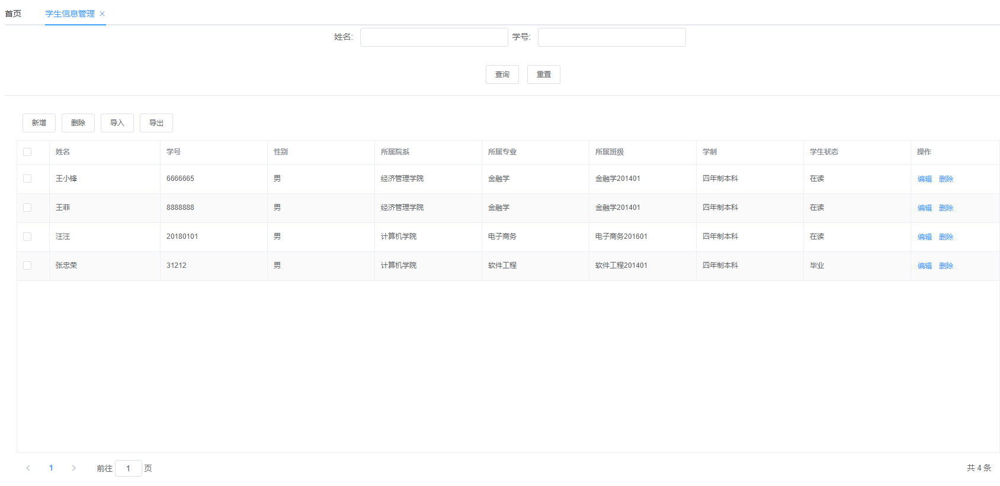 首页 学生信息管理
姓名: 学号:
查询 重置
新增 删除 导入 导出
姓名 学号 性别 所属院系 所属专业 所属班级 学制 学生状态 操作
王小锋 6666665 男 经济管理学院 金融学 金融学201401 四年制本科 在读 编辑 删除
王菲 8888888 男 经济管理学院 金融学 金融学201401 四年制本科 在读 编辑 删除
汪汪 20180101 男 计算机学院 电子商务 电子商务201601 四年制本科 在读 编辑 删除
张忠荣 31212 男 计算机学院 软件工程 软件工程201401 四年制本科 毕业 编辑 删除
1 前往 1 页 共 4 条